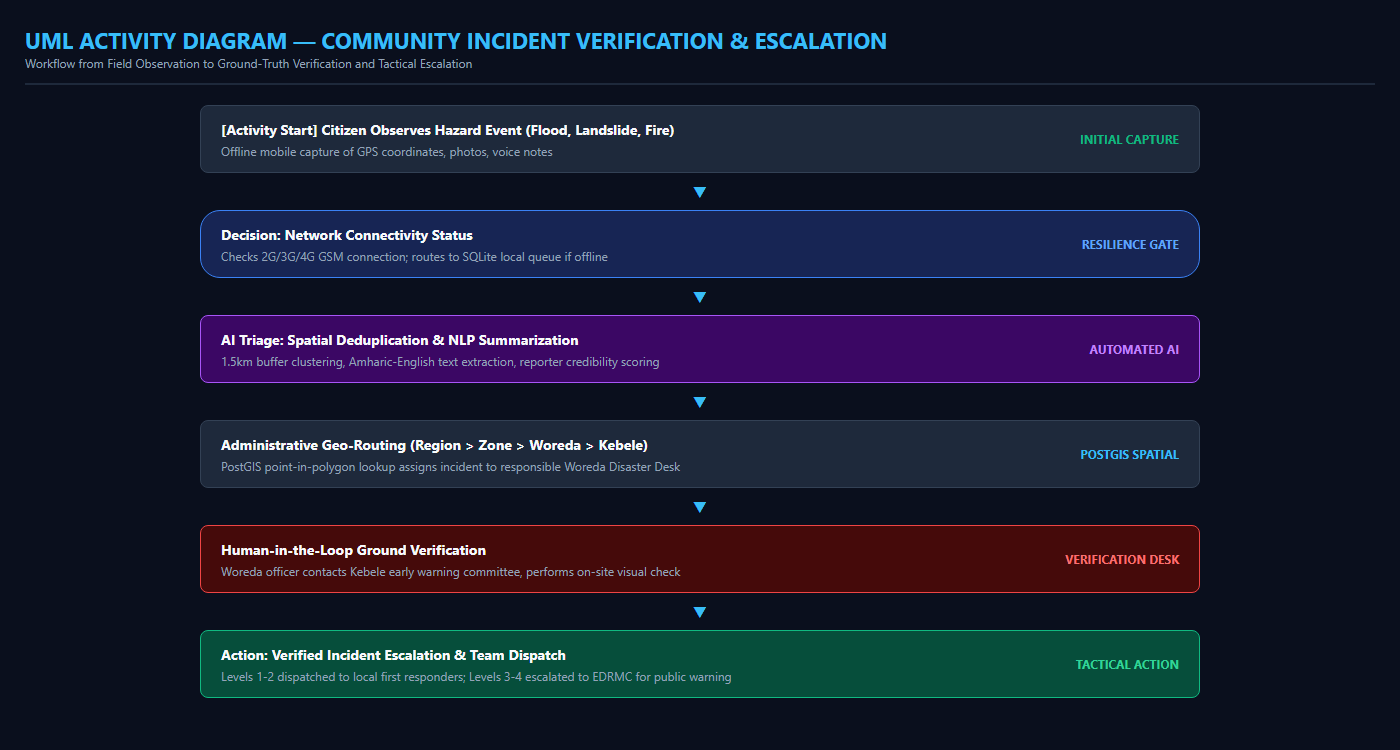 UML ACTIVITY DIAGRAM — COMMUNITY INCIDENT VERIFICATION & ESCALATION
Workflow from Field Observation to Ground-Truth Verification and Tactical Escalation
[Activity Start] Citizen Observes Hazard Event (Flood, Landslide, Fire)
Offline mobile capture of GPS coordinates, photos, voice notes
INITIAL CAPTURE
Decision: Network Connectivity Status
Checks 2G/3G/4G GSM connection; routes to SQLite local queue if offline
RESILIENCE GATE
AI Triage: Spatial Deduplication & NLP Summarization
1.5km buffer clustering, Amharic-English text extraction, reporter credibility scoring
AUTOMATED AI
Administrative Geo-Routing (Region > Zone > Woreda > Kebele)
PostGIS point-in-polygon lookup assigns incident to responsible Woreda Disaster Desk
POSTGIS SPATIAL
Human-in-the-Loop Ground Verification
Woreda officer contacts Kebele early warning committee, performs on-site visual check
VERIFICATION DESK
Action: Verified Incident Escalation & Team Dispatch
Levels 1-2 dispatched to local first responders; Levels 3-4 escalated to EDRMC for public warning
TACTICAL ACTION